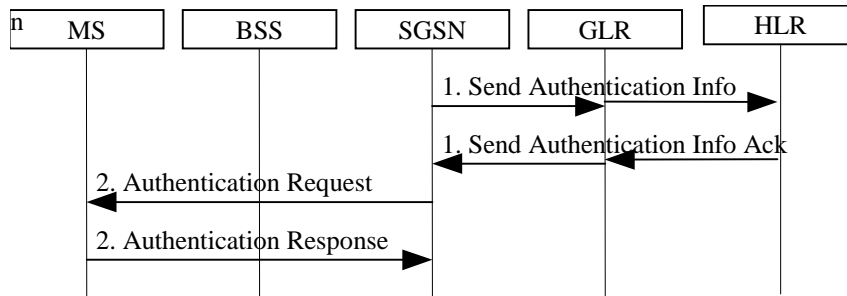 n
MS
BSS
SGSN
GLR
HLR
1. Send Authentication Info
1. Send Authentication Info Ack
2. Authentication Request
2. Authentication Response